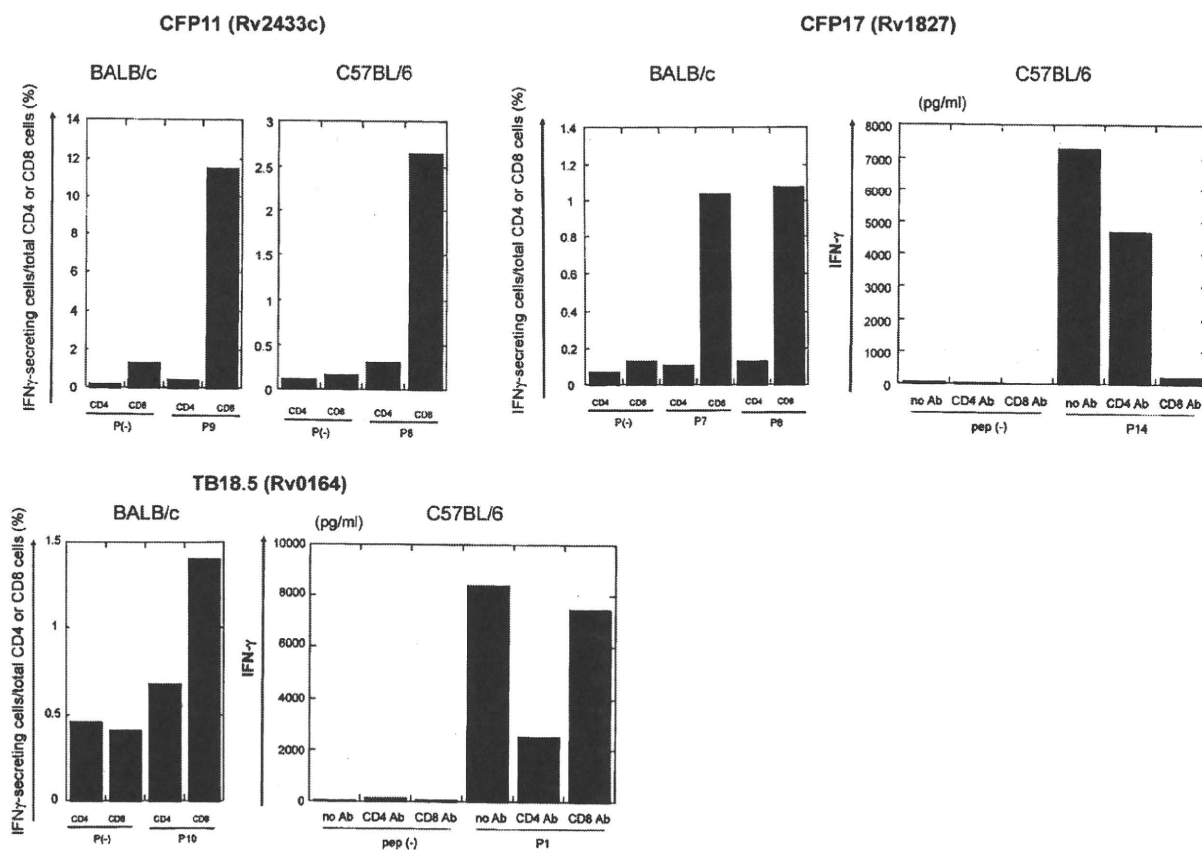 CFP11 (Rv2433c)
BALB/c
C57BL/6
IFNγ-secreting cells/total CD4 or CD8 cells (%)
14
12
10
8
6
4
2
0
CD4 CD8 CD4 CD8
P(-) P9
3
2.5
2
1.5
1
0.5
0
CD4 CD8 CD4 CD8
P(-) P8
CFP17 (Rv1827)
BALB/c
C57BL/6
IFNγ-secreting cells/total CD4 or CD8 cells (%)
1.4
1.2
1
0.8
0.6
0.4
0.2
0
CD4 CD8 CD4 CD8 CD4 CD8
P(-) P7 P8
(pg/ml)
IFN-γ
8000
7000
6000
5000
4000
3000
2000
1000
0
no Ab CD4 Ab CD8 Ab no Ab CD4 Ab CD8 Ab
pep (-) P14
TB18.5 (Rv0164)
BALB/c
C57BL/6
IFNγ-secreting cells/total CD4 or CD8 cells (%)
1.5
1
0.5
0
CD4 CD8 CD4 CD8
P(-) P10
(pg/ml)
IFN-γ
10000
8000
6000
4000
2000
0
no Ab CD4 Ab CD8 Ab no Ab CD4 Ab CD8 Ab
pep (-) P1